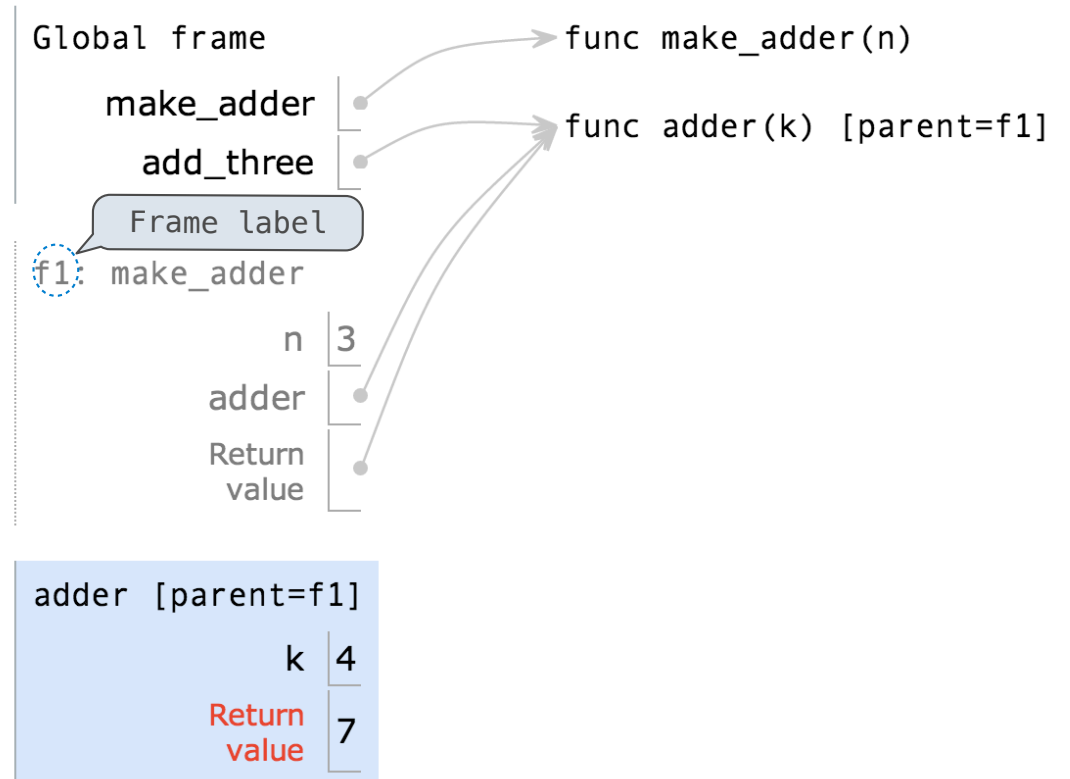 Global frame
func make_adder(n)
make_adder
func adder(k) [parent=f1]
add_three
Frame label
f1: make_adder
n 3
adder
Return
value
adder [parent=f1]
k 4
Return
value 7